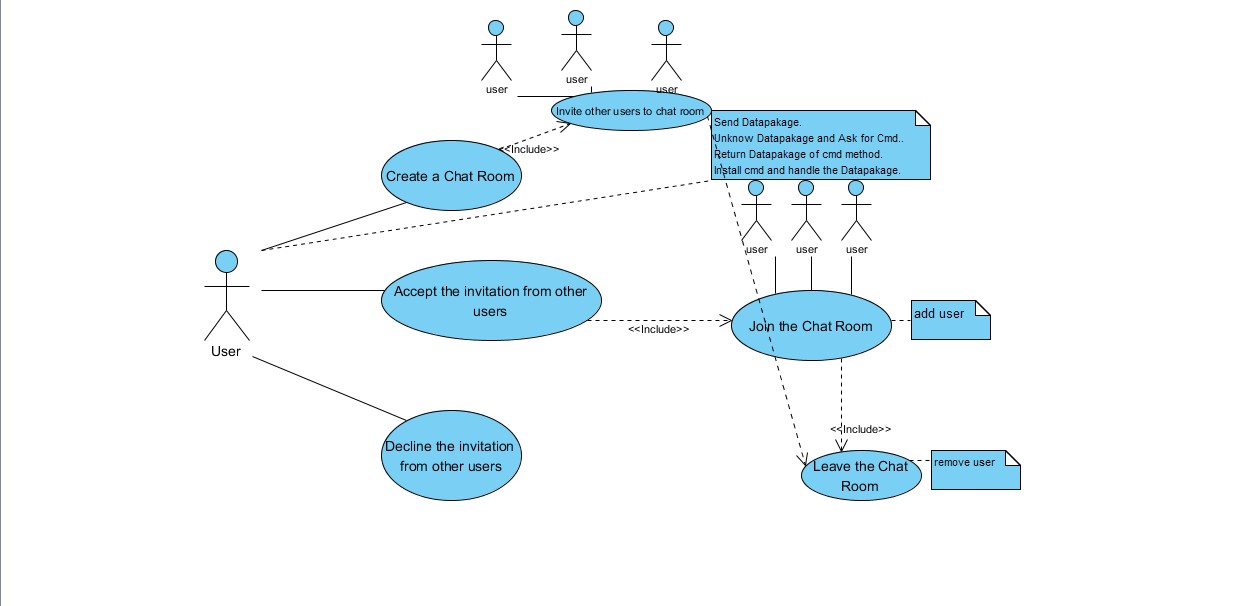 user
user
user
Invite other users to chat room
Send Datapakage.
Unknow Datapakage and Ask for Cmd..
Return Datapakage of cmd method.
Install cmd and handle the Datapakage.
<<Include>>
Create a Chat Room
user
user
user
Accept the invitation from other
users
<<Include>>
Join the Chat Room
add user
User
Decline the invitation
from other users
<<Include>>
Leave the Chat
Room
remove user